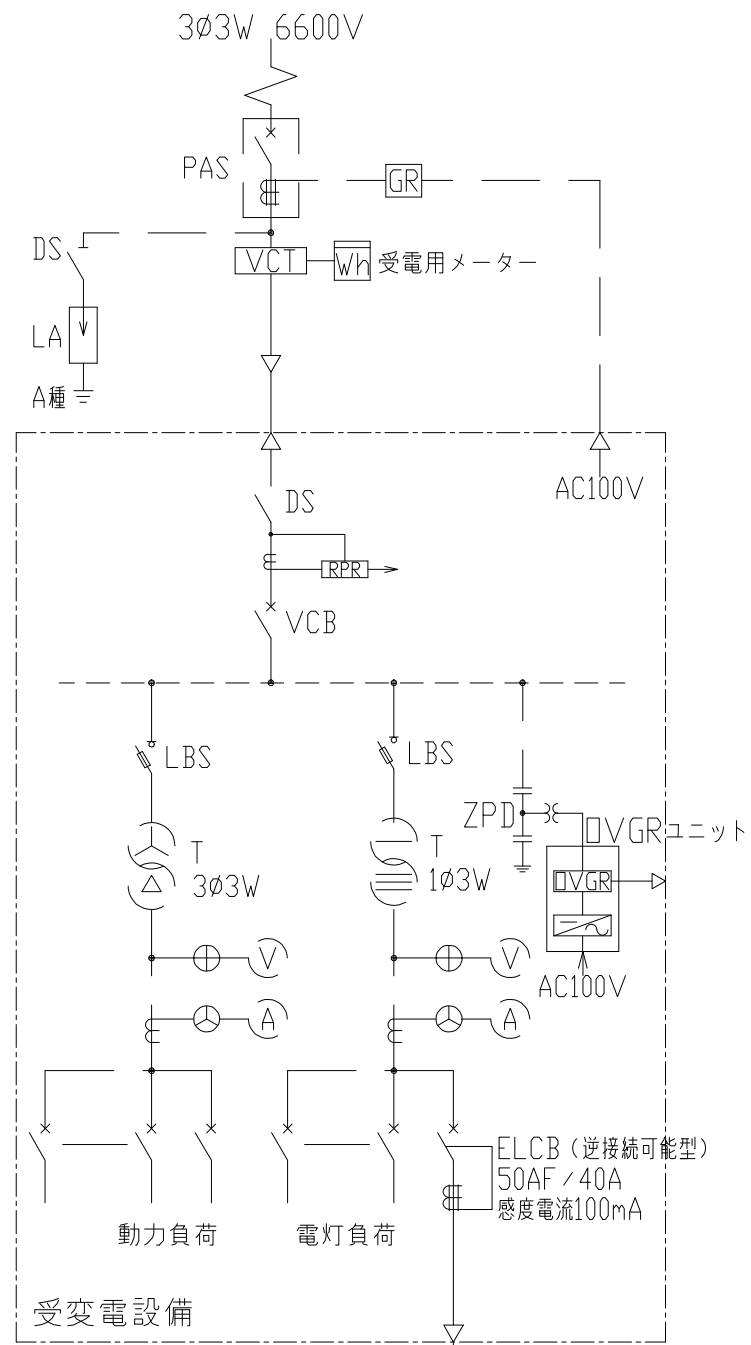 3φ3W 6600V
PAS
GR
DS
VCT
Wh
受電用メーター
LA
A種
AC100V
DS
RPR
VCB
LBS
LBS
ZPD
OVGRユニット
T
3φ3W
T
1φ3W
OVGR
V
V
AC100V
A
A
ELCB（逆接続可能型）
50AF／40A
感度電流100mA
動力負荷
電灯負荷
受変電設備